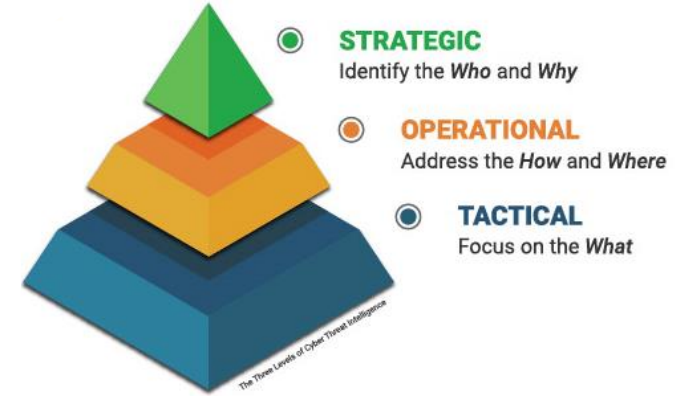 STRATEGIC
Identify the Who and Why
OPERATIONAL
Address the How and Where
TACTICAL
Focus on the What
The Three Levels of Cyber Threat Intelligence